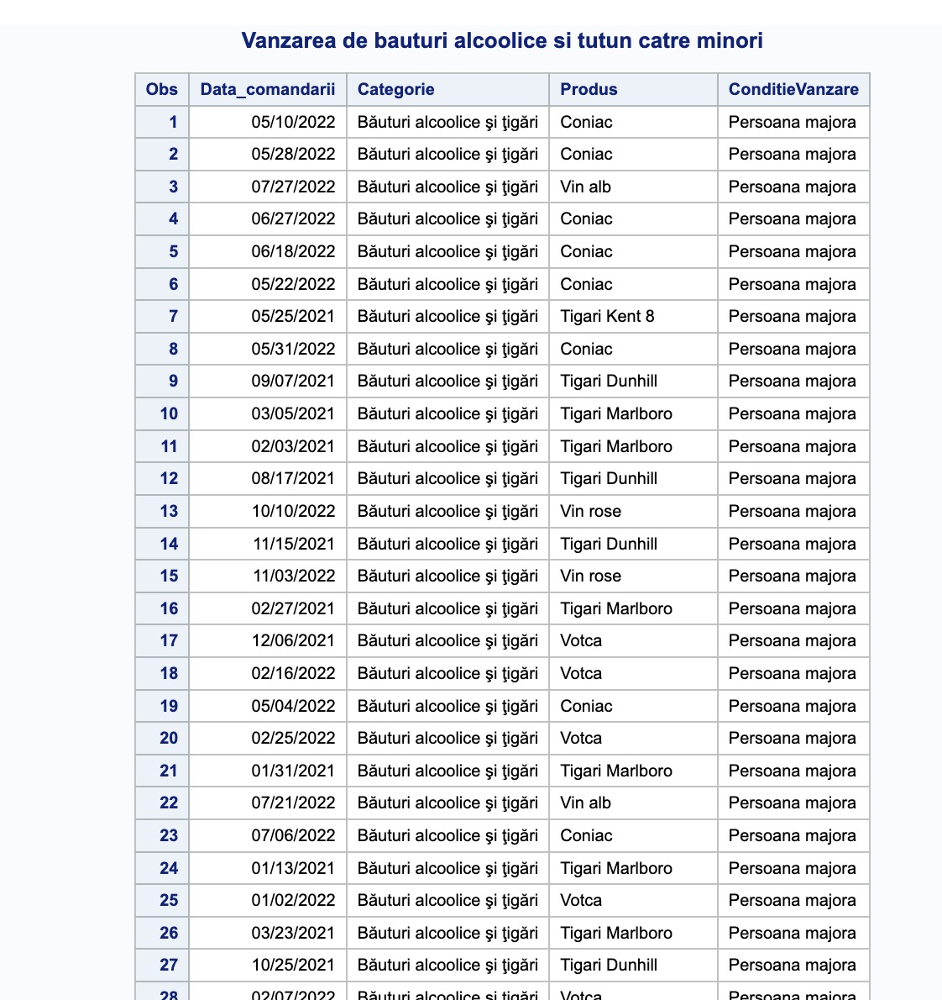 Vanzarea de bauturi alcoolice si tutun catre minori
Obs Data_comandarii Categorie Produs ConditieVanzare
1 05/10/2022 Băuturi alcoolice şi ţigări Coniac Persoana majora
2 05/28/2022 Băuturi alcoolice şi ţigări Coniac Persoana majora
3 07/27/2022 Băuturi alcoolice şi ţigări Vin alb Persoana majora
4 06/27/2022 Băuturi alcoolice şi ţigări Coniac Persoana majora
5 06/18/2022 Băuturi alcoolice şi ţigări Coniac Persoana majora
6 05/22/2022 Băuturi alcoolice şi ţigări Coniac Persoana majora
7 05/25/2021 Băuturi alcoolice şi ţigări Tigari Kent 8 Persoana majora
8 05/31/2022 Băuturi alcoolice şi ţigări Coniac Persoana majora
9 09/07/2021 Băuturi alcoolice şi ţigări Tigari Dunhill Persoana majora
10 03/05/2021 Băuturi alcoolice şi ţigări Tigari Marlboro Persoana majora
11 02/03/2021 Băuturi alcoolice şi ţigări Tigari Marlboro Persoana majora
12 08/17/2021 Băuturi alcoolice şi ţigări Tigari Dunhill Persoana majora
13 10/10/2022 Băuturi alcoolice şi ţigări Vin rose Persoana majora
14 11/15/2021 Băuturi alcoolice şi ţigări Tigari Dunhill Persoana majora
15 11/03/2022 Băuturi alcoolice şi ţigări Vin rose Persoana majora
16 02/27/2021 Băuturi alcoolice şi ţigări Tigari Marlboro Persoana majora
17 12/06/2021 Băuturi alcoolice şi ţigări Votca Persoana majora
18 02/16/2022 Băuturi alcoolice şi ţigări Votca Persoana majora
19 05/04/2022 Băuturi alcoolice şi ţigări Coniac Persoana majora
20 02/25/2022 Băuturi alcoolice şi ţigări Votca Persoana majora
21 01/31/2021 Băuturi alcoolice şi ţigări Tigari Marlboro Persoana majora
22 07/21/2022 Băuturi alcoolice şi ţigări Vin alb Persoana majora
23 07/06/2022 Băuturi alcoolice şi ţigări Coniac Persoana majora
24 01/13/2021 Băuturi alcoolice şi ţigări Tigari Marlboro Persoana majora
25 01/02/2022 Băuturi alcoolice şi ţigări Votca Persoana majora
26 03/23/2021 Băuturi alcoolice şi ţigări Tigari Marlboro Persoana majora
27 10/25/2021 Băuturi alcoolice şi ţigări Tigari Dunhill Persoana majora
28 02/07/2022 Băuturi alcoolice şi ţigări Votca Persoana majora